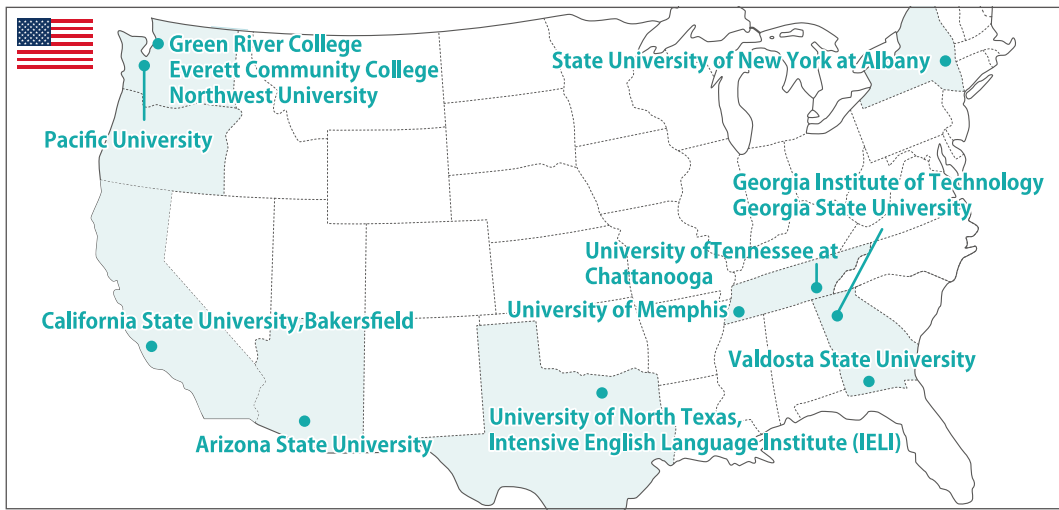 Green River College
Everett Community College
Northwest University
Pacific University
State University of New York at Albany
Georgia Institute of Technology
Georgia State University
University ofTennessee at
Chattanooga
University of Memphis
California State University,Bakersfield
Valdosta State University
Arizona State University
University of North Texas,
Intensive English Language Institute (IELI)